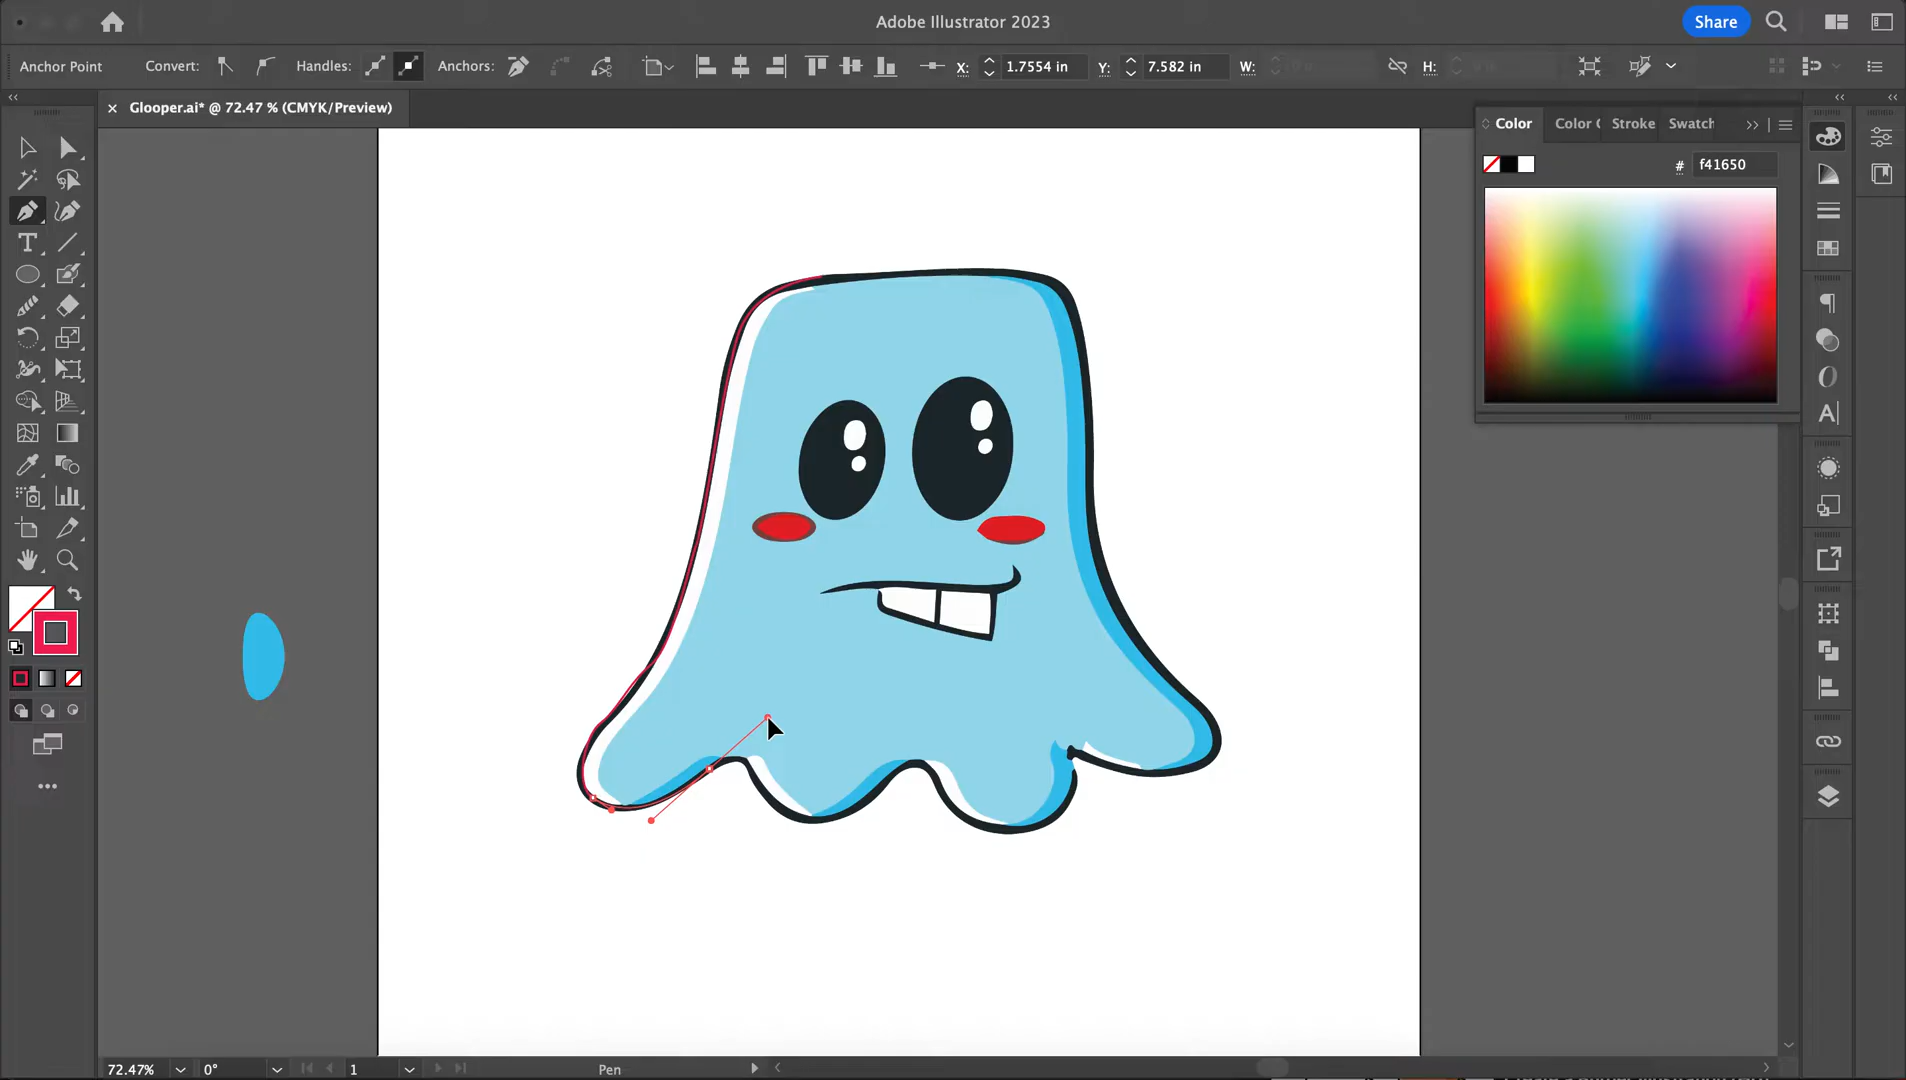 Adobe Illustrator 2023
Share
Anchor Point
Convert:
Handles:
Anchors:
X:
1.7554 in
Y:
7.582 in
W:
H:
× Glooper.ai* @ 72.47 % (CMYK/Preview)
Color
Color
Stroke
Swatch
# f41650
72.47%
0°
1
Pen